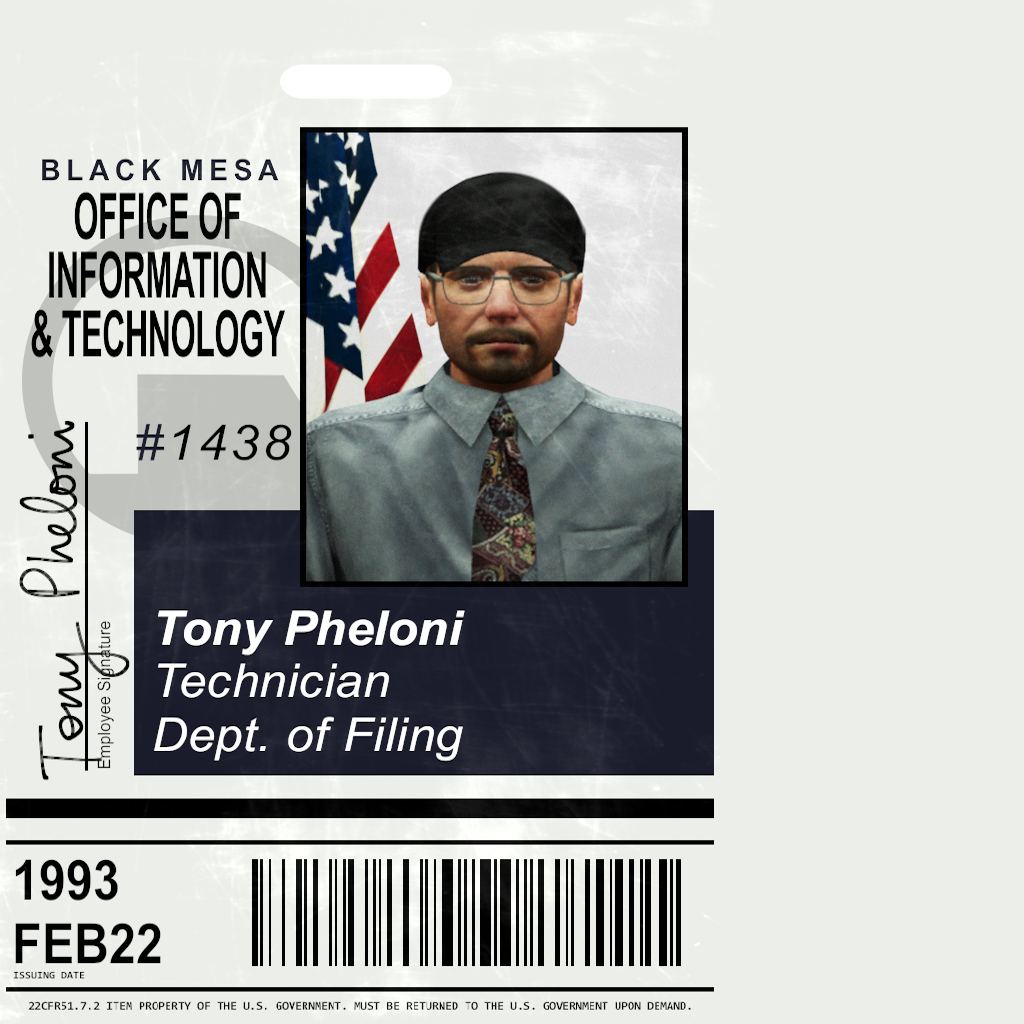 BLACK MESA
OFFICE OF
INFORMATION
& TECHNOLOGY
#1438
Tony Pheloni
Employee Signature
Tony Pheloni
Technician
Dept. of Filing
1993
FEB22
ISSUING DATE
22CFR51.7.2 ITEM PROPERTY OF THE U.S. GOVERNMENT. MUST BE RETURNED TO THE U.S. GOVERNMENT UPON DEMAND.